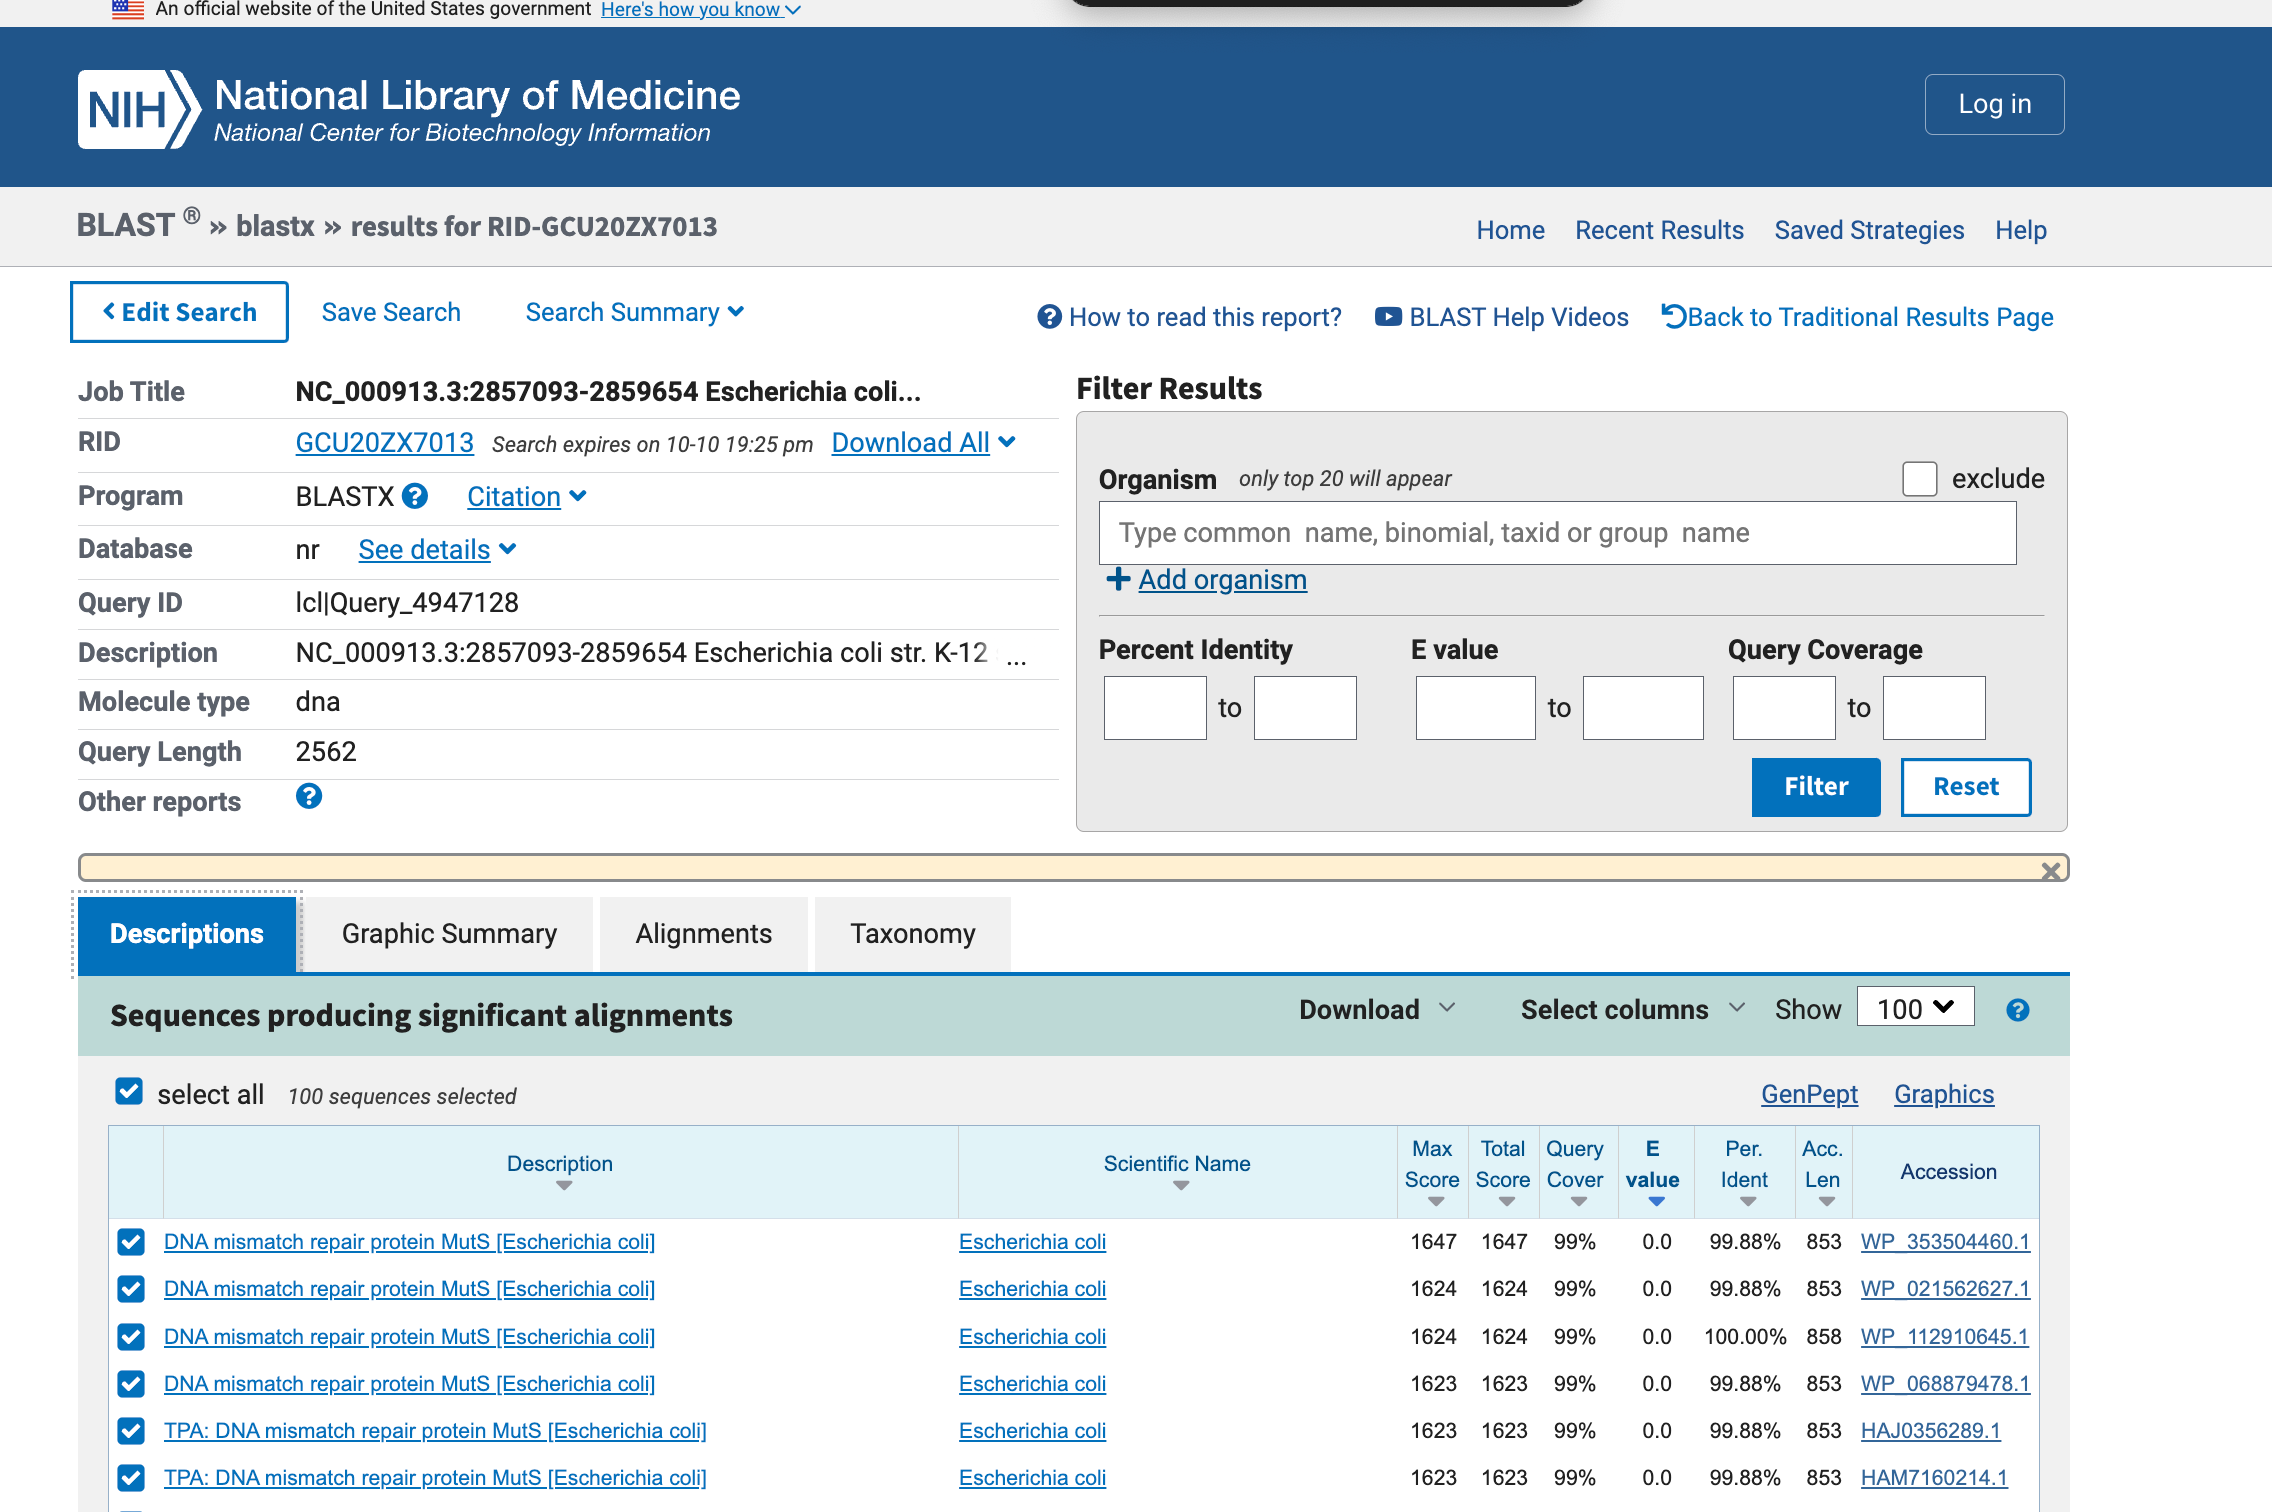 An official website of the United States government Here's how you know
NIH National Library of Medicine
National Center for Biotechnology Information
Log in
BLAST ® » blastx » results for RID-GCU20ZX7013
Home Recent Results Saved Strategies Help
Edit Search Save Search Search Summary
How to read this report? BLAST Help Videos Back to Traditional Results Page
Job Title NC_000913.3:2857093-2859654 Escherichia coli...
RID GCU20ZX7013 Search expires on 10-10 19:25 pm Download All
Program BLASTX Citation
Database nr See details
Query ID lcl|Query_4947128
Description NC_000913.3:2857093-2859654 Escherichia coli str. K-12 ...
Molecule type dna
Query Length 2562
Other reports
Filter Results
Organism only top 20 will appear exclude
Type common name, binomial, taxid or group name
Add organism
Percent Identity E value Query Coverage
to to to
Filter Reset
Descriptions Graphic Summary Alignments Taxonomy
Sequences producing significant alignments Download Select columns Show 100
select all 100 sequences selected GenPept Graphics
Description Scientific Name Max Score Total Score Query Cover E value Per. Ident Acc. Len Accession
DNA mismatch repair protein MutS [Escherichia coli] Escherichia coli 1647 1647 99% 0.0 99.88% 853 WP_353504460.1
DNA mismatch repair protein MutS [Escherichia coli] Escherichia coli 1624 1624 99% 0.0 99.88% 853 WP_021562627.1
DNA mismatch repair protein MutS [Escherichia coli] Escherichia coli 1624 1624 99% 0.0 100.00% 858 WP_112910645.1
DNA mismatch repair protein MutS [Escherichia coli] Escherichia coli 1623 1623 99% 0.0 99.88% 853 WP_068879478.1
TPA: DNA mismatch repair protein MutS [Escherichia coli] Escherichia coli 1623 1623 99% 0.0 99.88% 853 HAJ0356289.1
TPA: DNA mismatch repair protein MutS [Escherichia coli] Escherichia coli 1623 1623 99% 0.0 99.88% 853 HAM7160214.1